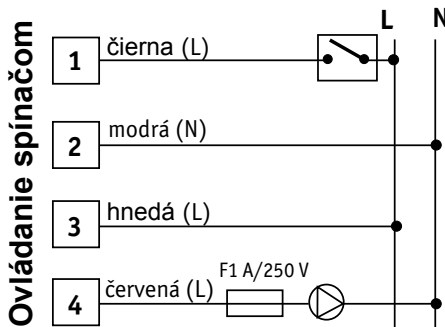 Ovládanie spínačom
L N
1 čierna (L)
2 modrá (N)
3 hnedá (L)
F1 A/250 V
4 červená (L)